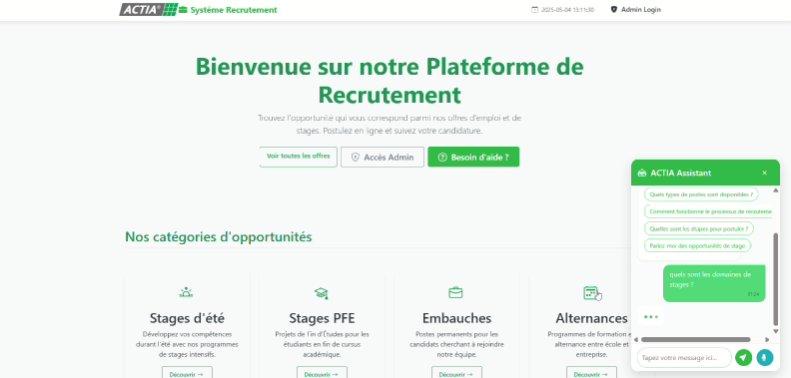 ACTIA® Système Recrutement
2025-05-04 13:11:30 Admin Login
Bienvenue sur notre Plateforme de
Recrutement
Trouvez l'opportunité qui vous correspond parmi nos offres d'emploi et de
stages. Postulez en ligne et suivez votre candidature.
Voir toutes les offres
Accès Admin
Besoin d'aide ?
Nos catégories d'opportunités
Stages d'été
Développez vos compétences
durant l'été avec nos programmes
de stages intensifs.
Découvrir →
Stages PFE
Projets de Fin d'Études pour les
étudiants en fin de cursus
académique.
Découvrir →
Embauches
Postes permanents pour les
candidats cherchant à rejoindre
notre équipe.
Découvrir →
Alternances
Programmes de formation e
alternance entre école et
entreprise.
Découvrir →
ACTIA Assistant ×
Quels types de postes sont disponibles ?
Comment fonctionne le processus de recruteme
Quelles sont les étapes pour postuler ?
Parlez-moi des opportunités de stage
quels sont les domaines de
stages ?
Tapez votre message ici...